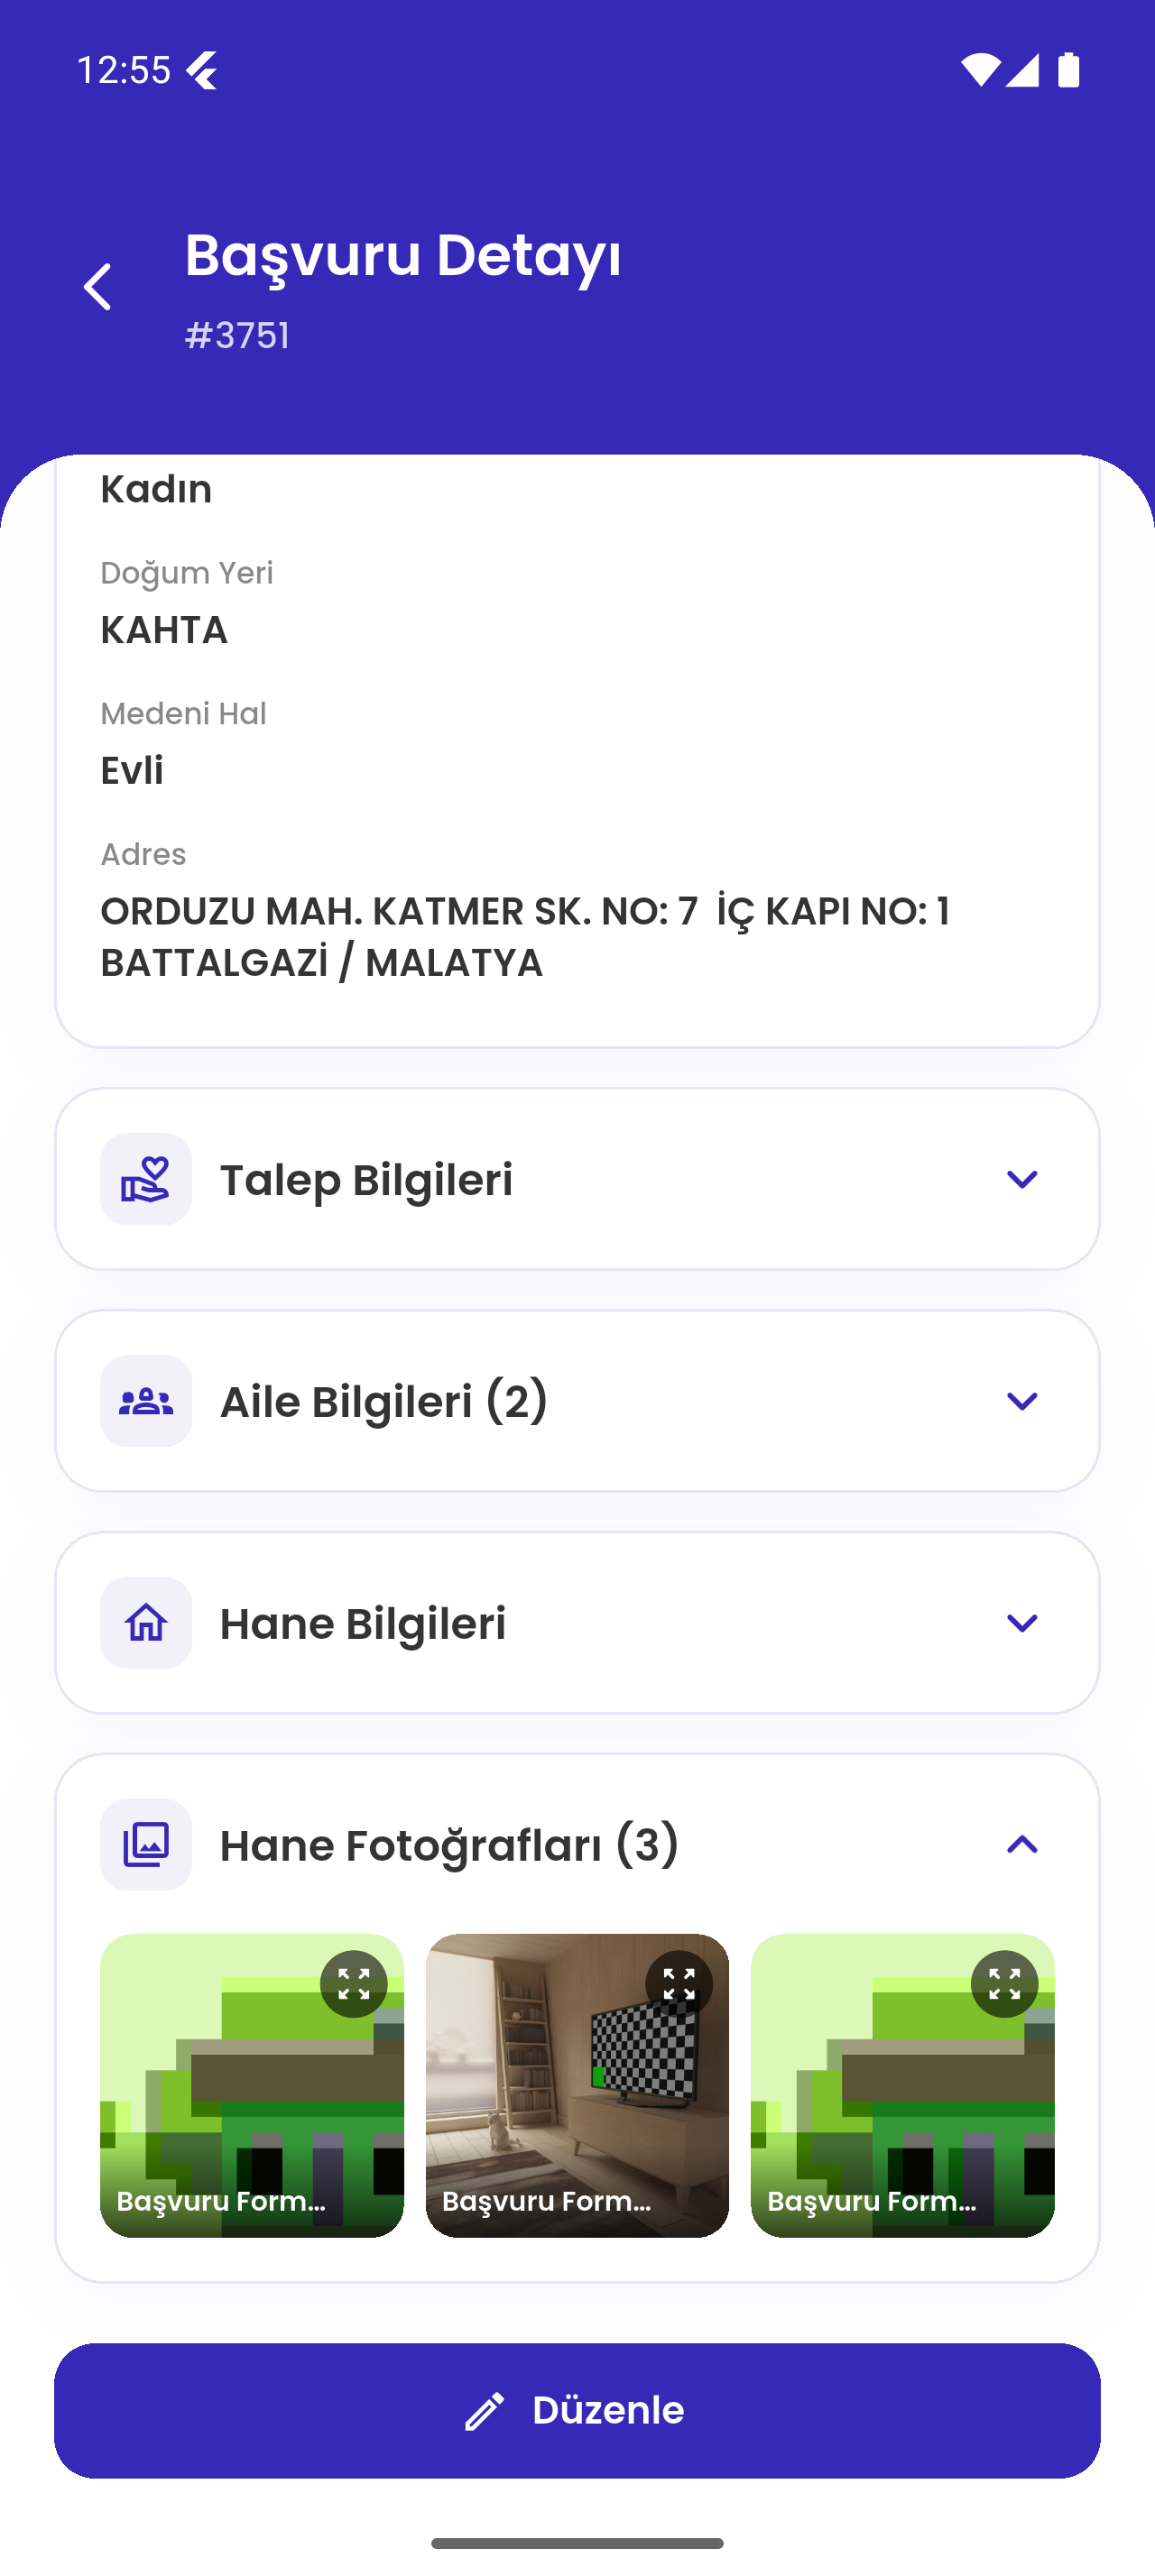 12:55
Başvuru Detayı
#3751
Kadın
Doğum Yeri
KAHTA
Medeni Hal
Evli
Adres
ORDUZU MAH. KATMER SK. NO: 7  İÇ KAPI NO: 1
BATTALGAZİ / MALATYA
Talep Bilgileri
Aile Bilgileri (2)
Hane Bilgileri
Hane Fotoğrafları (3)
Başvuru Form...
Başvuru Form...
Başvuru Form...
Düzenle